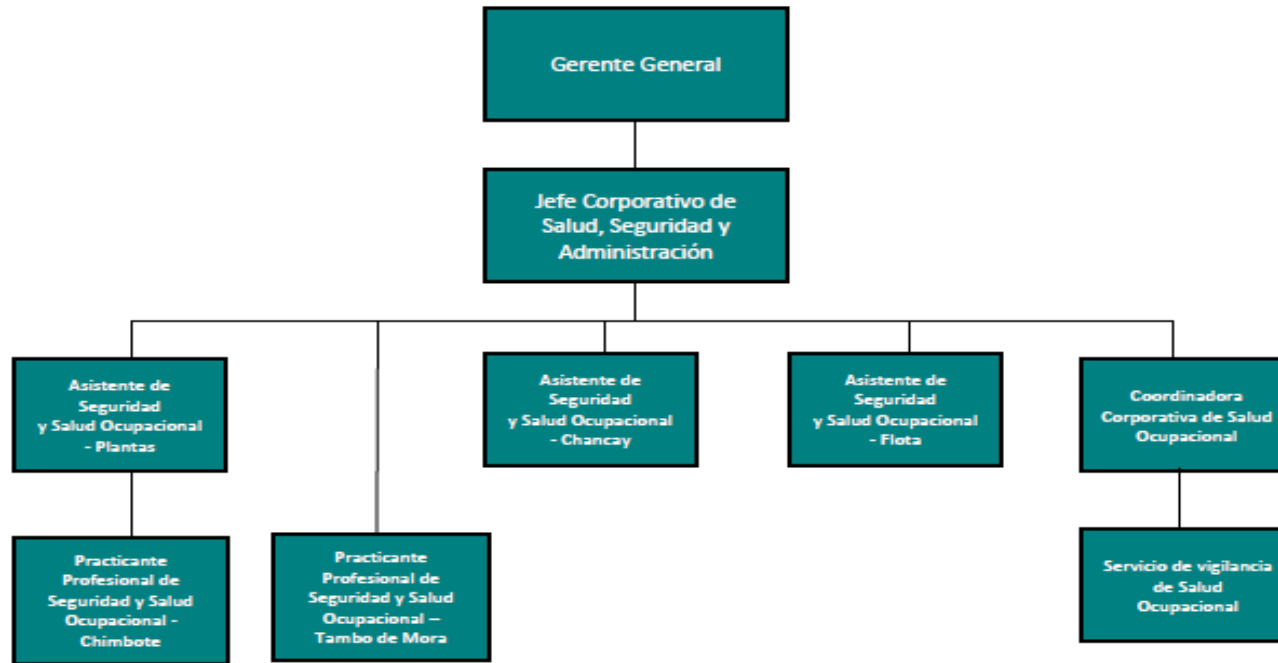 Gerente General
Jefe Corporativo de
Salud, Seguridad y
Administración
Asistente de
Seguridad
y Salud Ocupacional
- Plantas
Asistente de
Seguridad
y Salud Ocupacional
- Chancay
Asistente de
Seguridad
y Salud Ocupacional
- Flota
Coordinadora
Corporativa de Salud
Ocupacional
Practicante
Profesional de
Seguridad y Salud
Ocupacional -
Chimbote
Practicante
Profesional de
Seguridad y Salud
Ocupacional –
Tambo de Mora
Servicio de vigilancia
de Salud
Ocupacional